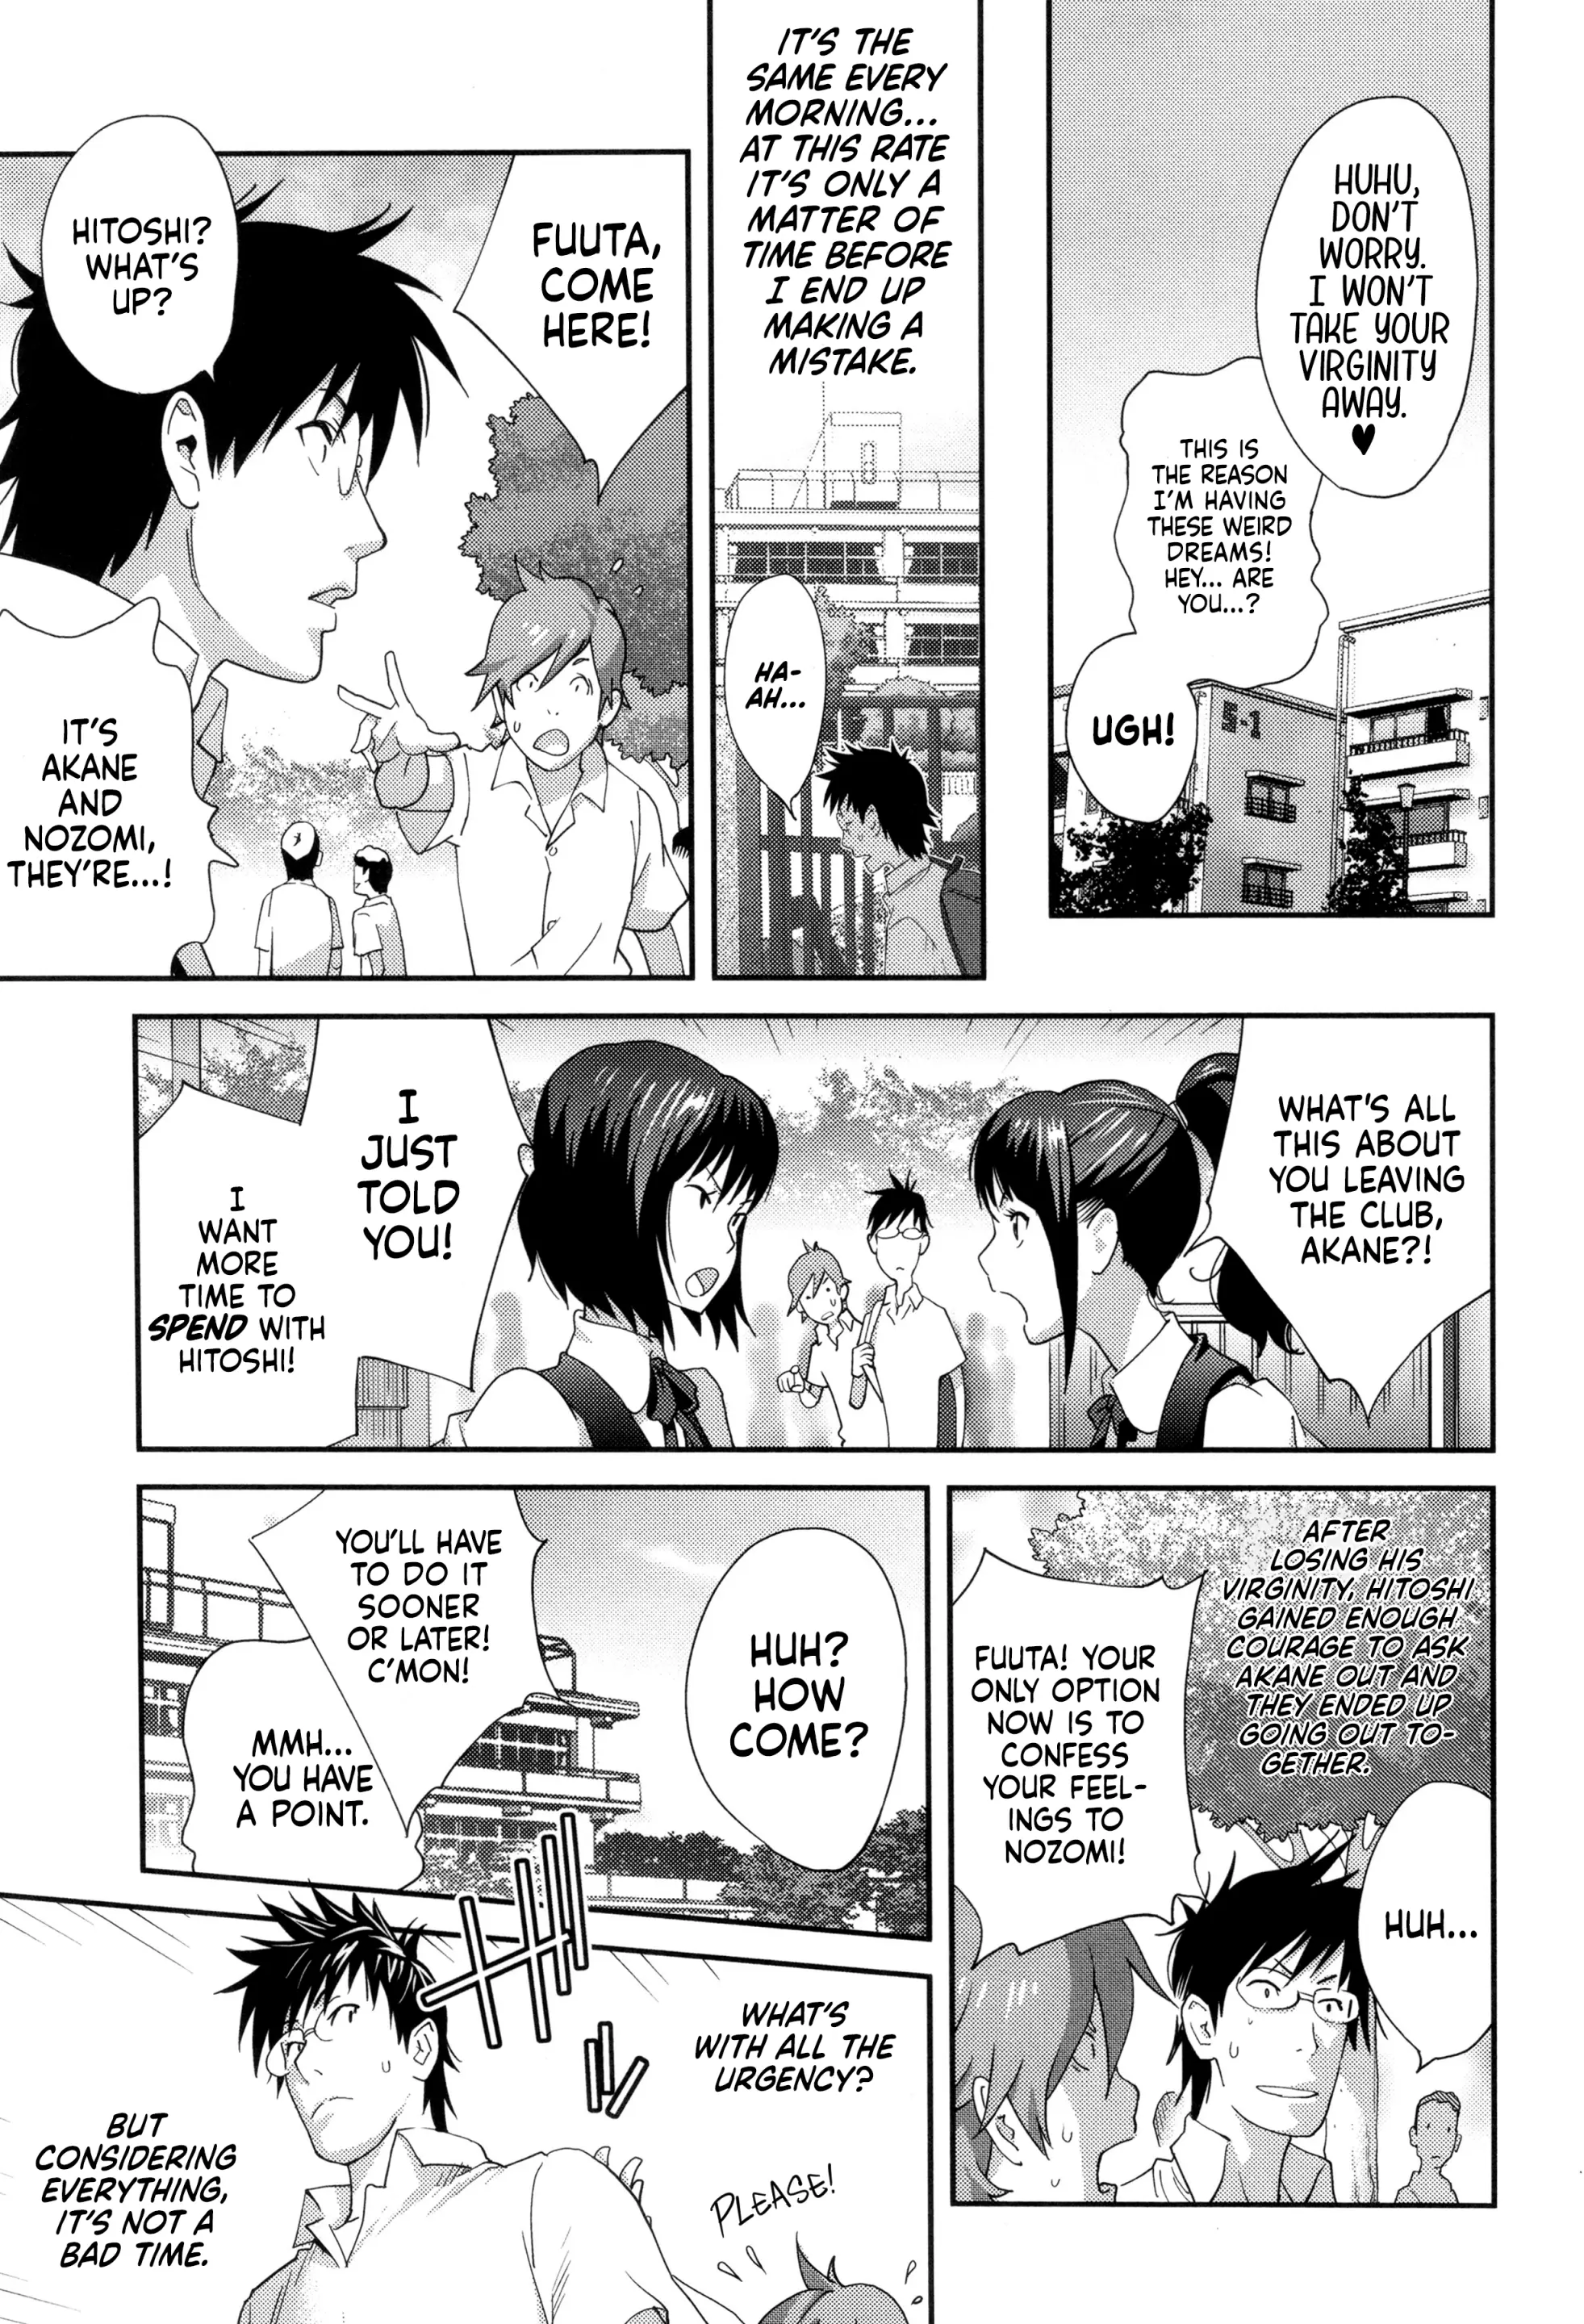 HUHU,
DON'T
WORRY.
I WON'T
TAKE YOUR
VIRGINITY
AWAY.
♥
THIS IS
THE REASON
I'M HAVING
THESE WEIRD
DREAMS!
HEY... ARE
YOU...?
UGH!
5-1
IT'S THE
SAME EVERY
MORNING...
AT THIS RATE
IT'S ONLY A
MATTER OF
TIME BEFORE
I END UP
MAKING A
MISTAKE.
HA-
AH...
FUUTA,
COME
HERE!
HITOSHI?
WHAT'S
UP?
IT'S
AKANE
AND
NOZOMI,
THEY'RE...!
WHAT'S ALL
THIS ABOUT
YOU LEAVING
THE CLUB,
AKANE?!
I
JUST
TOLD
YOU!
I
WANT
MORE
TIME TO
SPEND WITH
HITOSHI!
AFTER
LOSING HIS
VIRGINITY, HITOSHI
GAINED ENOUGH
COURAGE TO ASK
AKANE OUT AND
THEY ENDED UP
GOING OUT TO-
GETHER.
HUH...
FUUTA! YOUR
ONLY OPTION
NOW IS TO
CONFESS
YOUR FEEL-
INGS TO
NOZOMI!
HUH?
HOW
COME?
YOU'LL HAVE
TO DO IT
SOONER
OR LATER!
C'MON!
MMH...
YOU HAVE
A POINT.
WHAT'S
WITH ALL THE
URGENCY?
PLEASE!
BUT
CONSIDERING
EVERYTHING,
IT'S NOT A
BAD TIME.